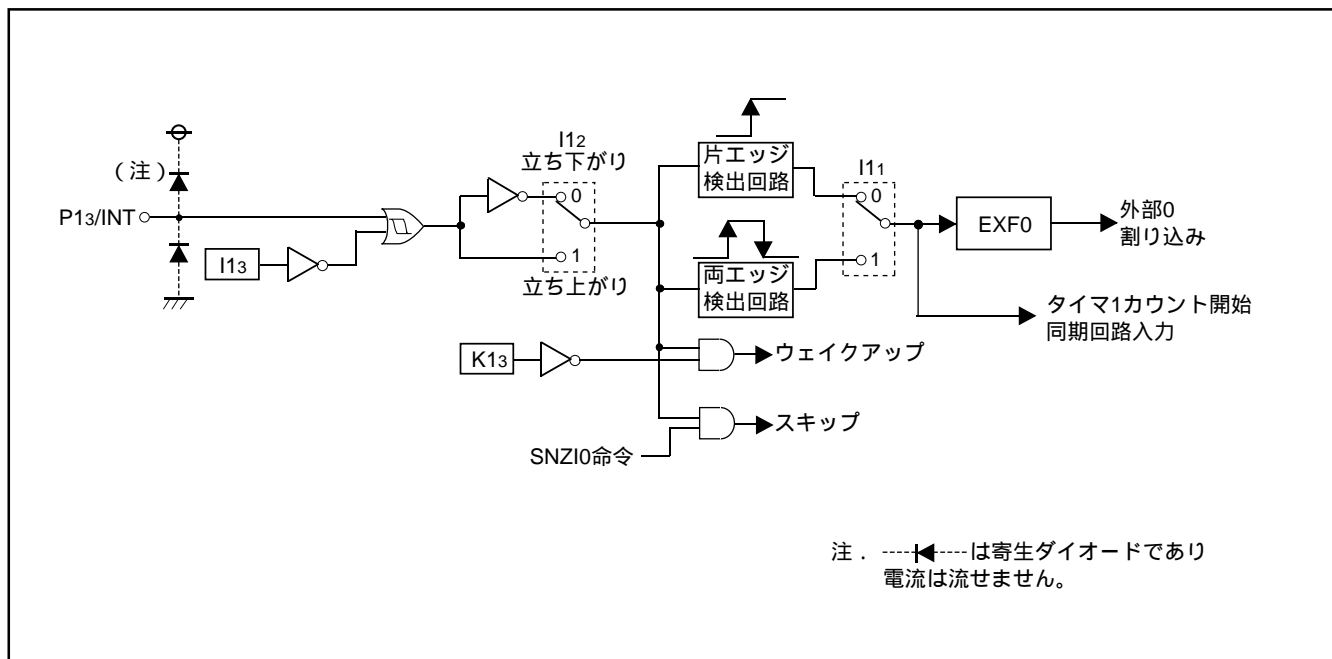 I12
立ち下がり
片エッジ
検出回路
I11
(注)
0
0
P13/INT
EXF0
外部0
割り込み
I13
1
立ち上がり
両エッジ
検出回路
1
タイマ1カウント開始
同期回路入力
K13
ウェイクアップ
スキップ
SNZI0命令
注. は寄生ダイオードであり
電流は流せません。